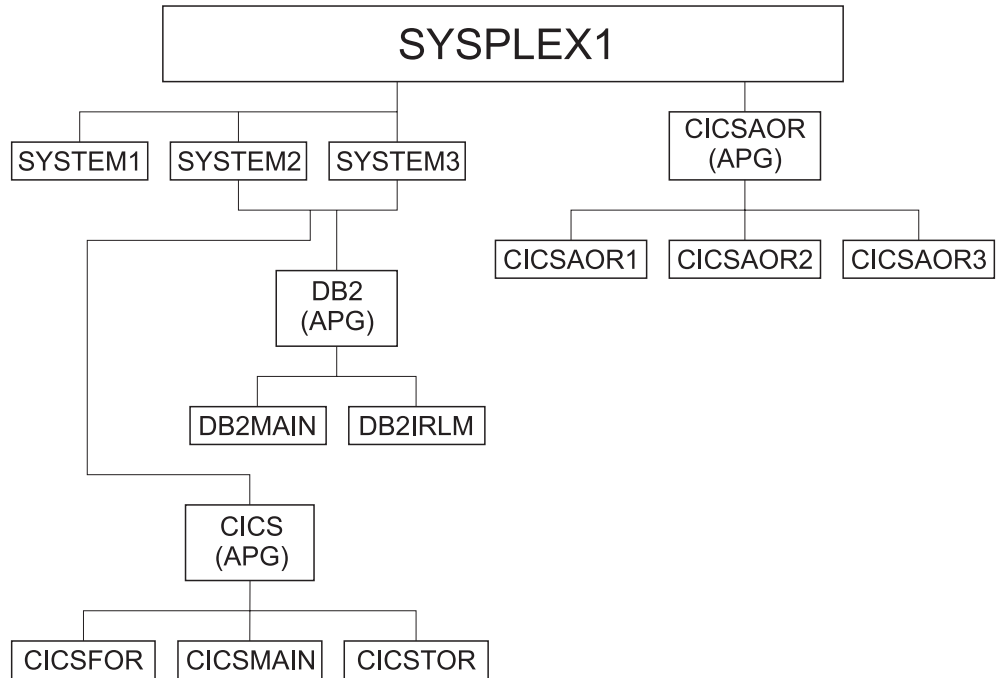 SYSPLEX1
SYSTEM1
SYSTEM2
SYSTEM3
CICSAOR
(APG)
CICSAOR1
CICSAOR2
CICSAOR3
DB2
(APG)
DB2MAIN
DB2IRLM
CICS
(APG)
CICSFOR
CICSMAIN
CICSTOR